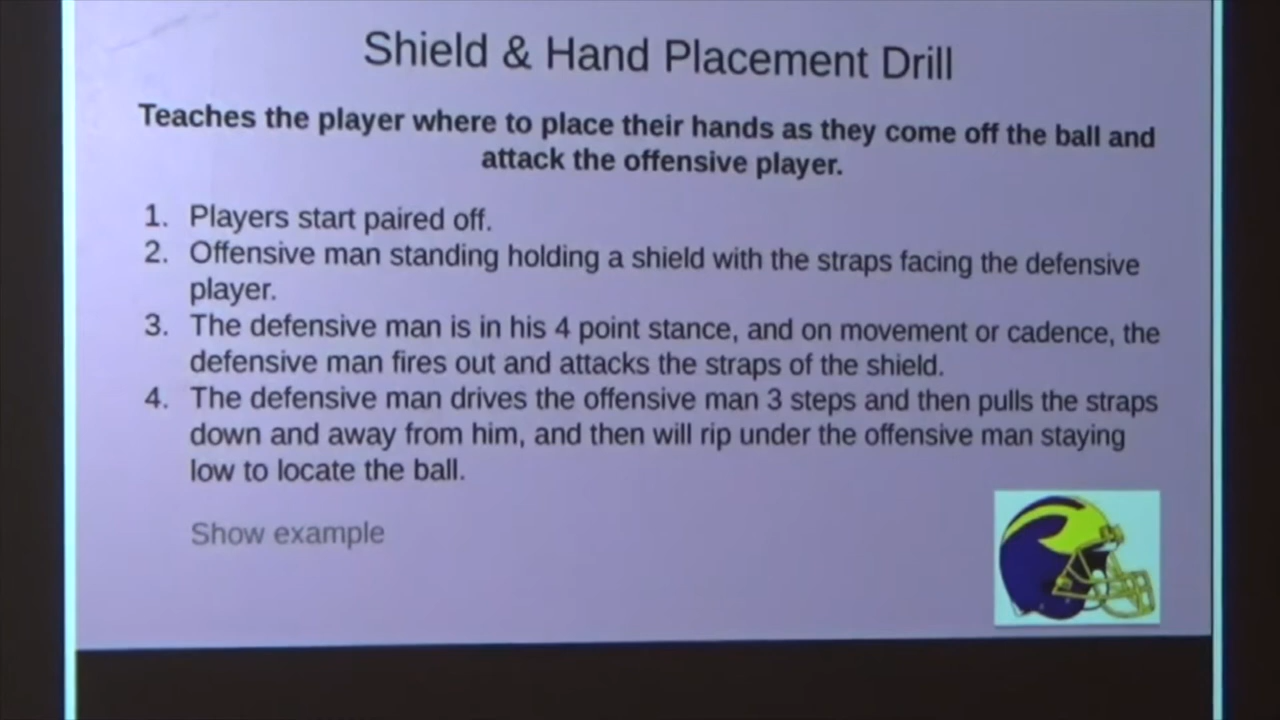 Shield & Hand Placement Drill
Teaches the player where to place their hands as they come off the ball and
attack the offensive player.
1. Players start paired off.
2. Offensive man standing holding a shield with the straps facing the defensive
player.
3. The defensive man is in his 4 point stance, and on movement or cadence, the
defensive man fires out and attacks the straps of the shield.
4. The defensive man drives the offensive man 3 steps and then pulls the straps
down and away from him, and then will rip under the offensive man staying
low to locate the ball.
Show example